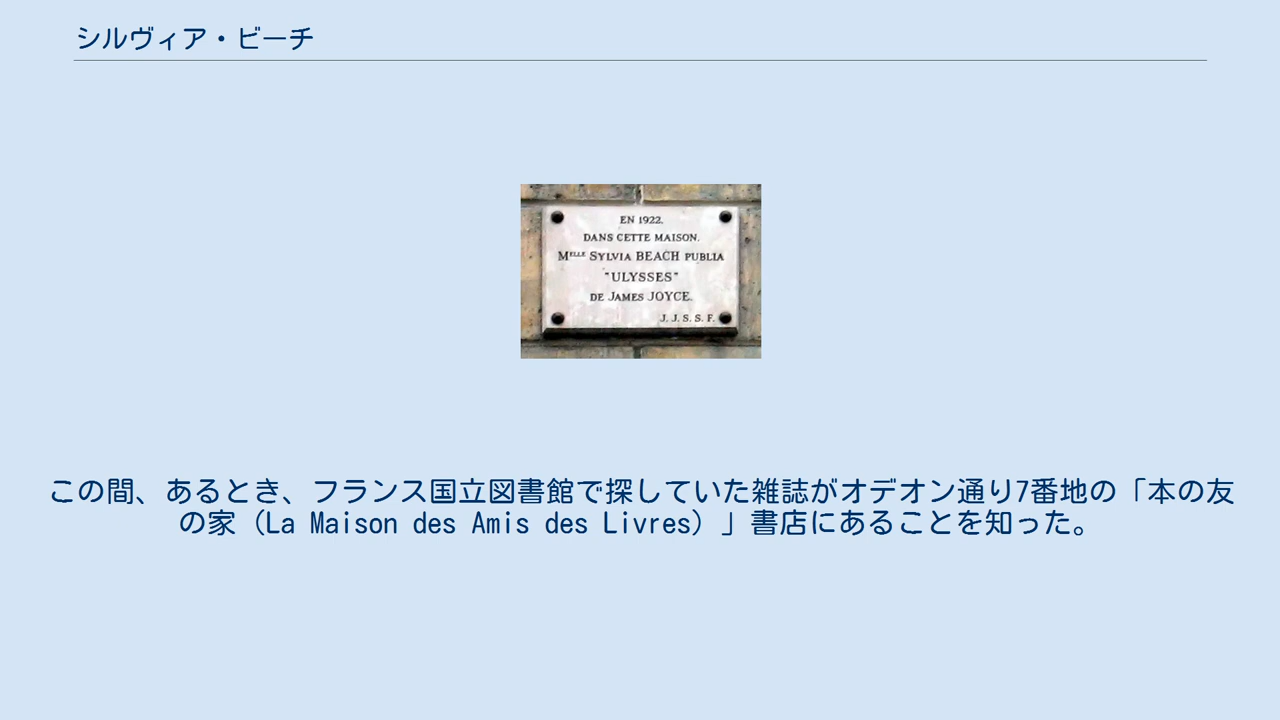 シルヴィア・ビーチ
EN 1922.
DANS CETTE MAISON.
Melle SYLVIA BEACH PUBLIA
"ULYSSES"
DE JAMES JOYCE.
J. J. S. S. F.
この間、あるとき、フランス国立図書館で探していた雑誌がオデオン通り7番地の「本の友
の家（La Maison des Amis des Livres）」書店にあることを知った。